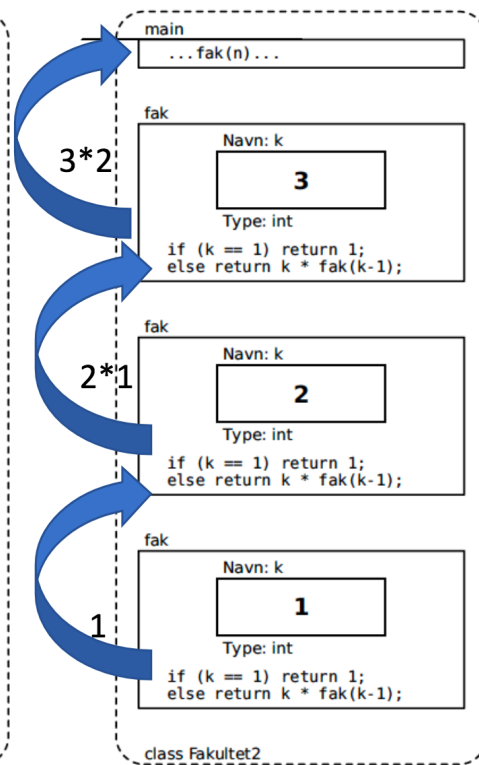 main
...fak(n)...
fak
Navn: k
3*2
3
Type: int
if (k == 1) return 1;
else return k * fak(k-1);
fak
Navn: k
2*1
2
Type: int
if (k == 1) return 1;
else return k * fak(k-1);
fak
Navn: k
1
1
Type: int
if (k == 1) return 1;
else return k * fak(k-1);
class Fakultet2